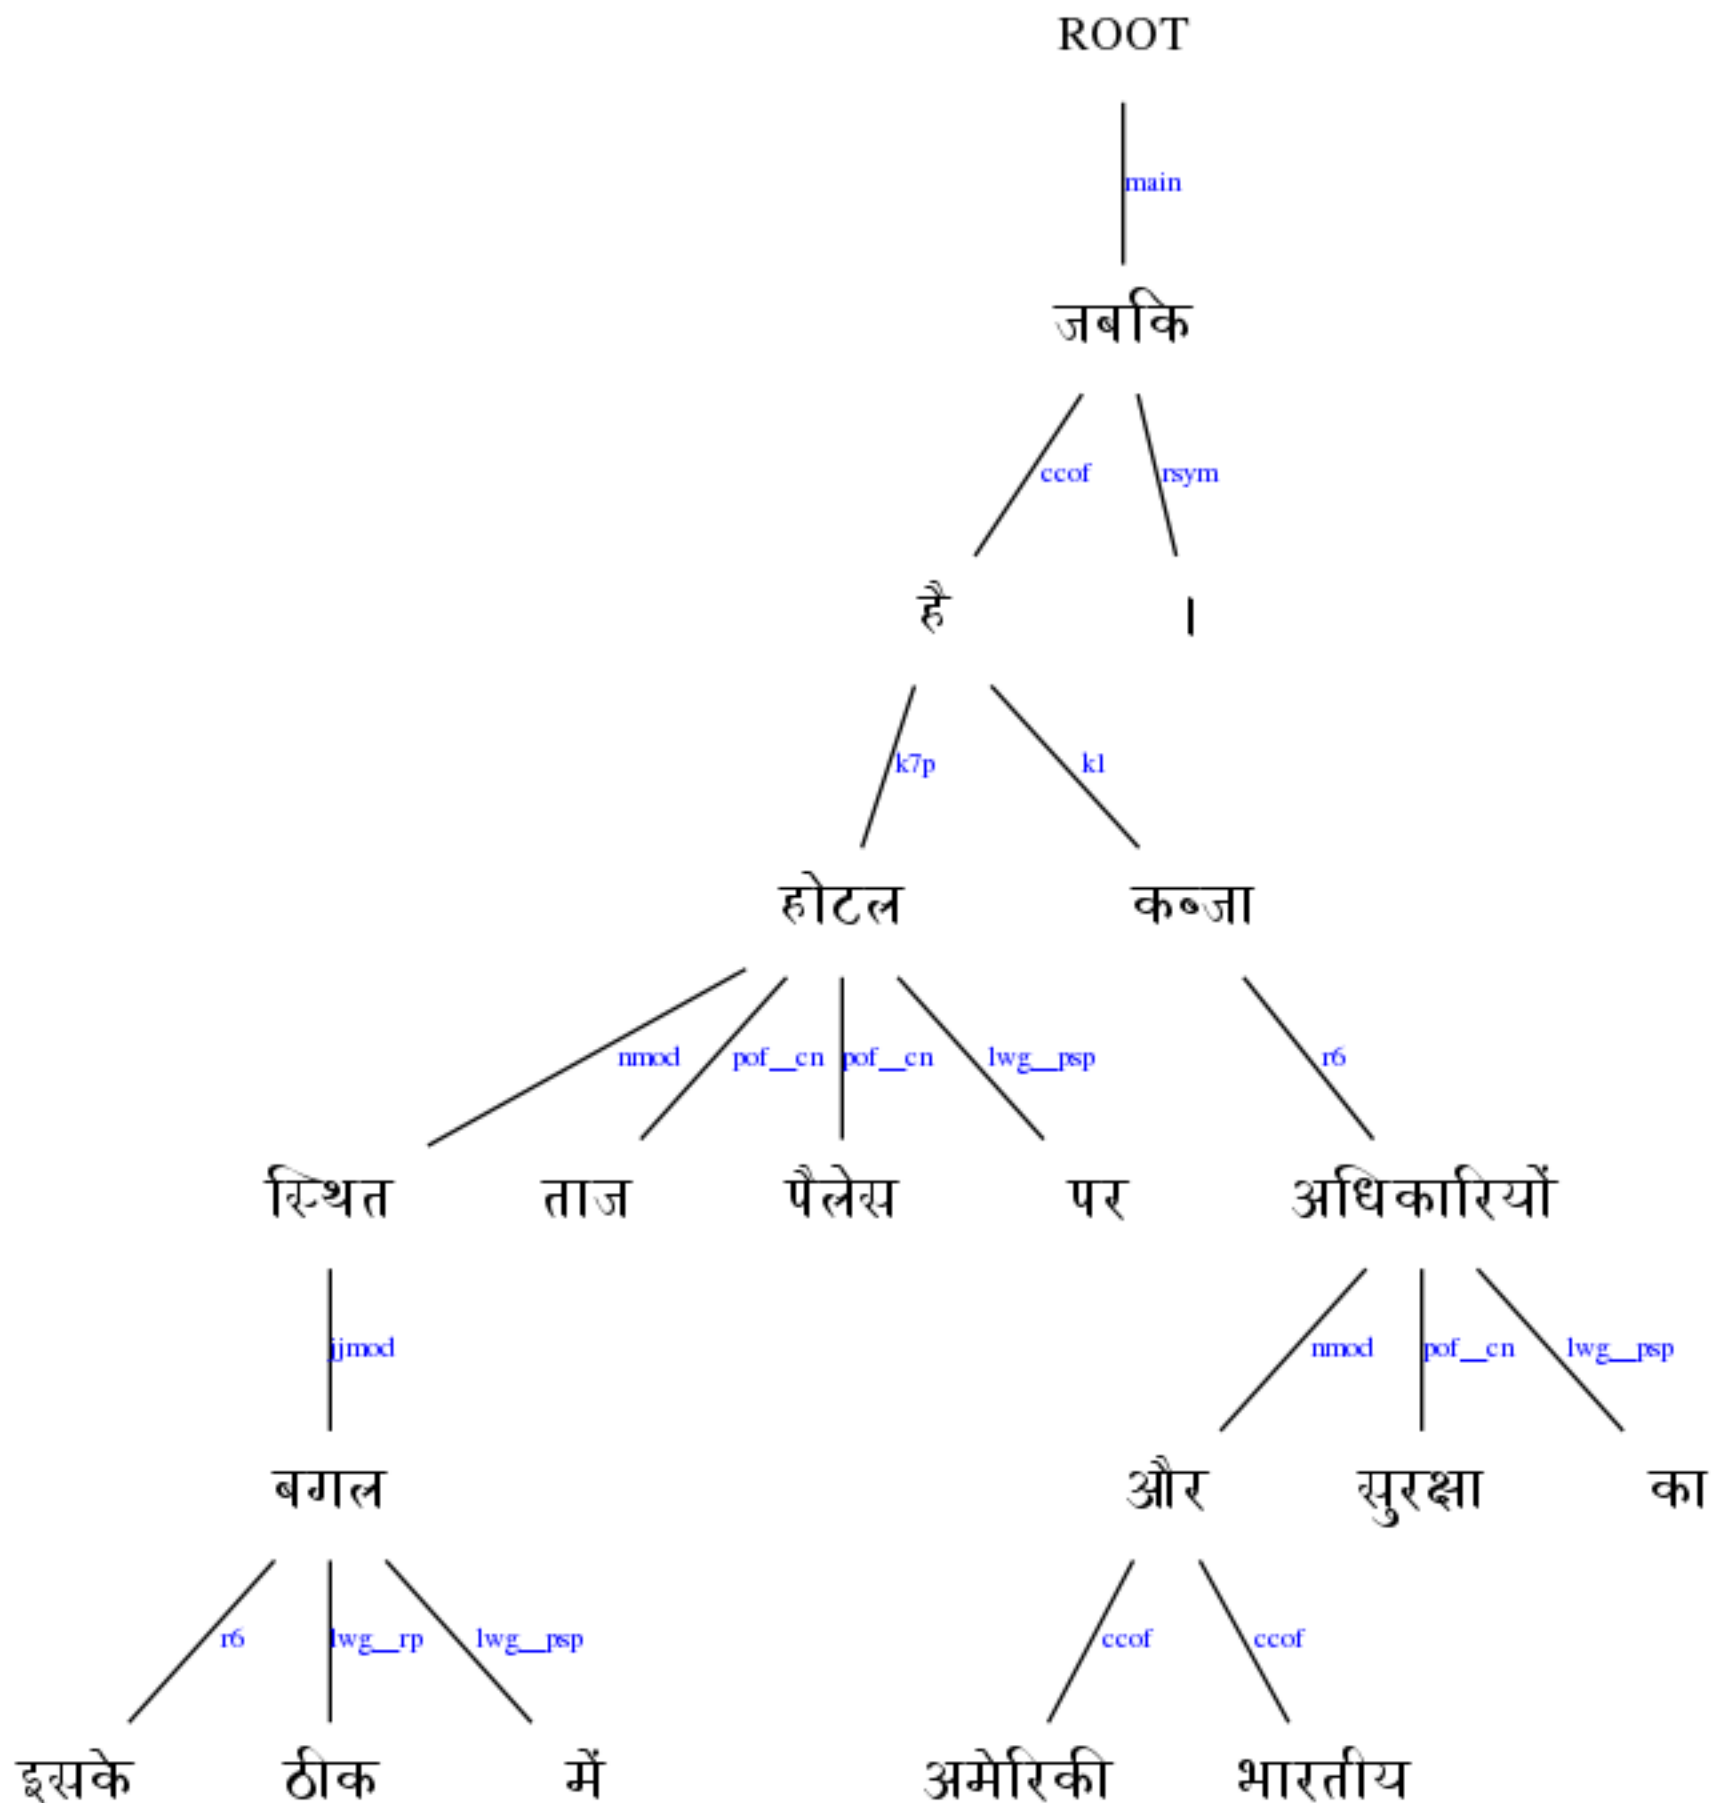 ROOT
main
जबकि
ccof rsym
है ।
k7p k1
होटल कब्जा
nmod pof__cn pof__cn lwg__psp r6
स्थित ताज पैलेस पर अधिकारियों
jjmod nmod pof__cn lwg__psp
बगल और सुरक्षा का
r6 lwg__rp lwg__psp ccof ccof
इसके ठीक में अमेरिकी भारतीय